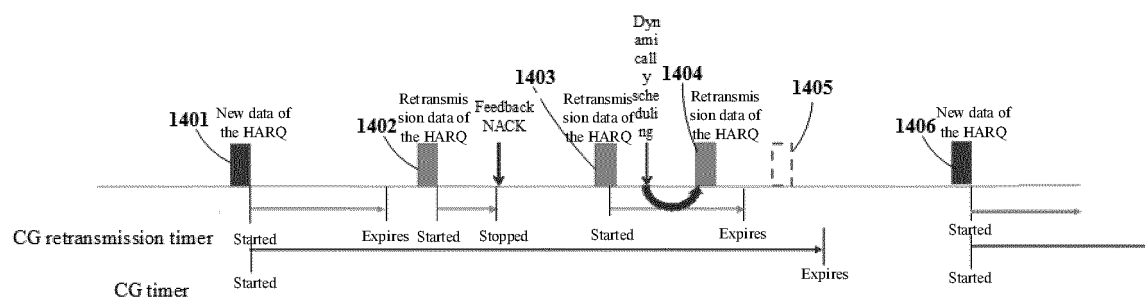 Dyn
ami
call
y
sche
duli
ng
1401
New data of
the HARQ
1402
Retransmis
sion data of
the HARQ
Feedback
NACK
1403
Retransmis
sion data of
the HARQ
1404
Retransmis
sion data of
the HARQ
1405
1406
New data of
the HARQ
CG retransmission timer
Started
Expires
Started
Stopped
Started
Expires
Started
CG timer
Started
Expires
Started